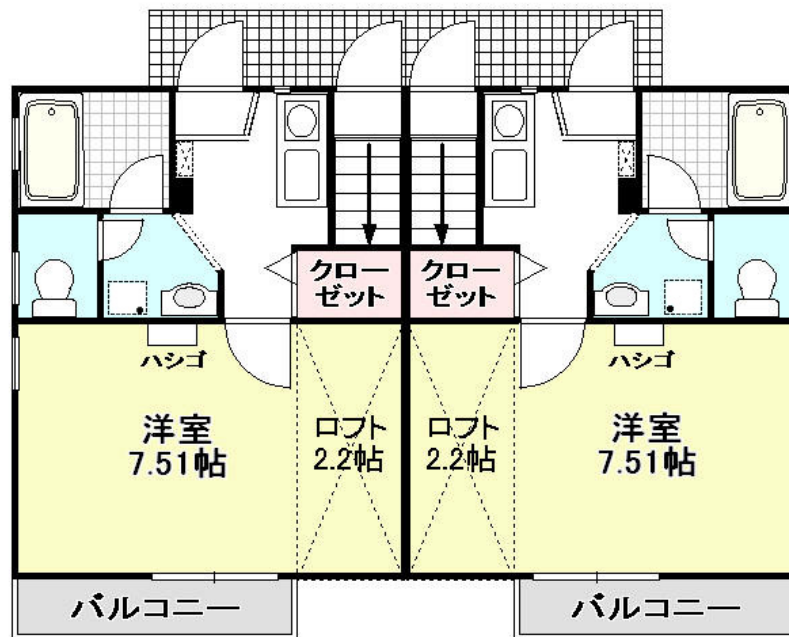 クロー
ゼット
クロー
ゼット
ハシゴ
ハシゴ
洋室
7.51帖
ロフト
2.2帖
ロフト
2.2帖
洋室
7.51帖
バルコニー
バルコニー